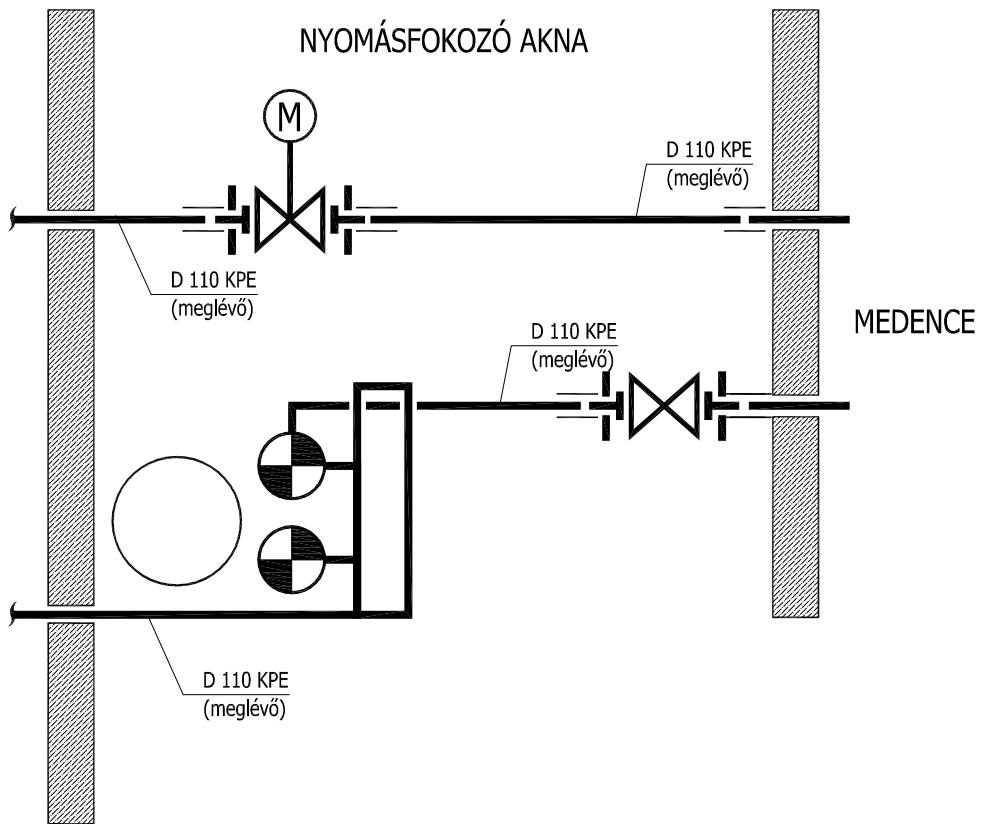 NYOMÁSFOKOZÓ AKNA
M
D 110 KPE
(meglévő)
D 110 KPE
(meglévő)
MEDENCE
D 110 KPE
(meglévő)
D 110 KPE
(meglévő)